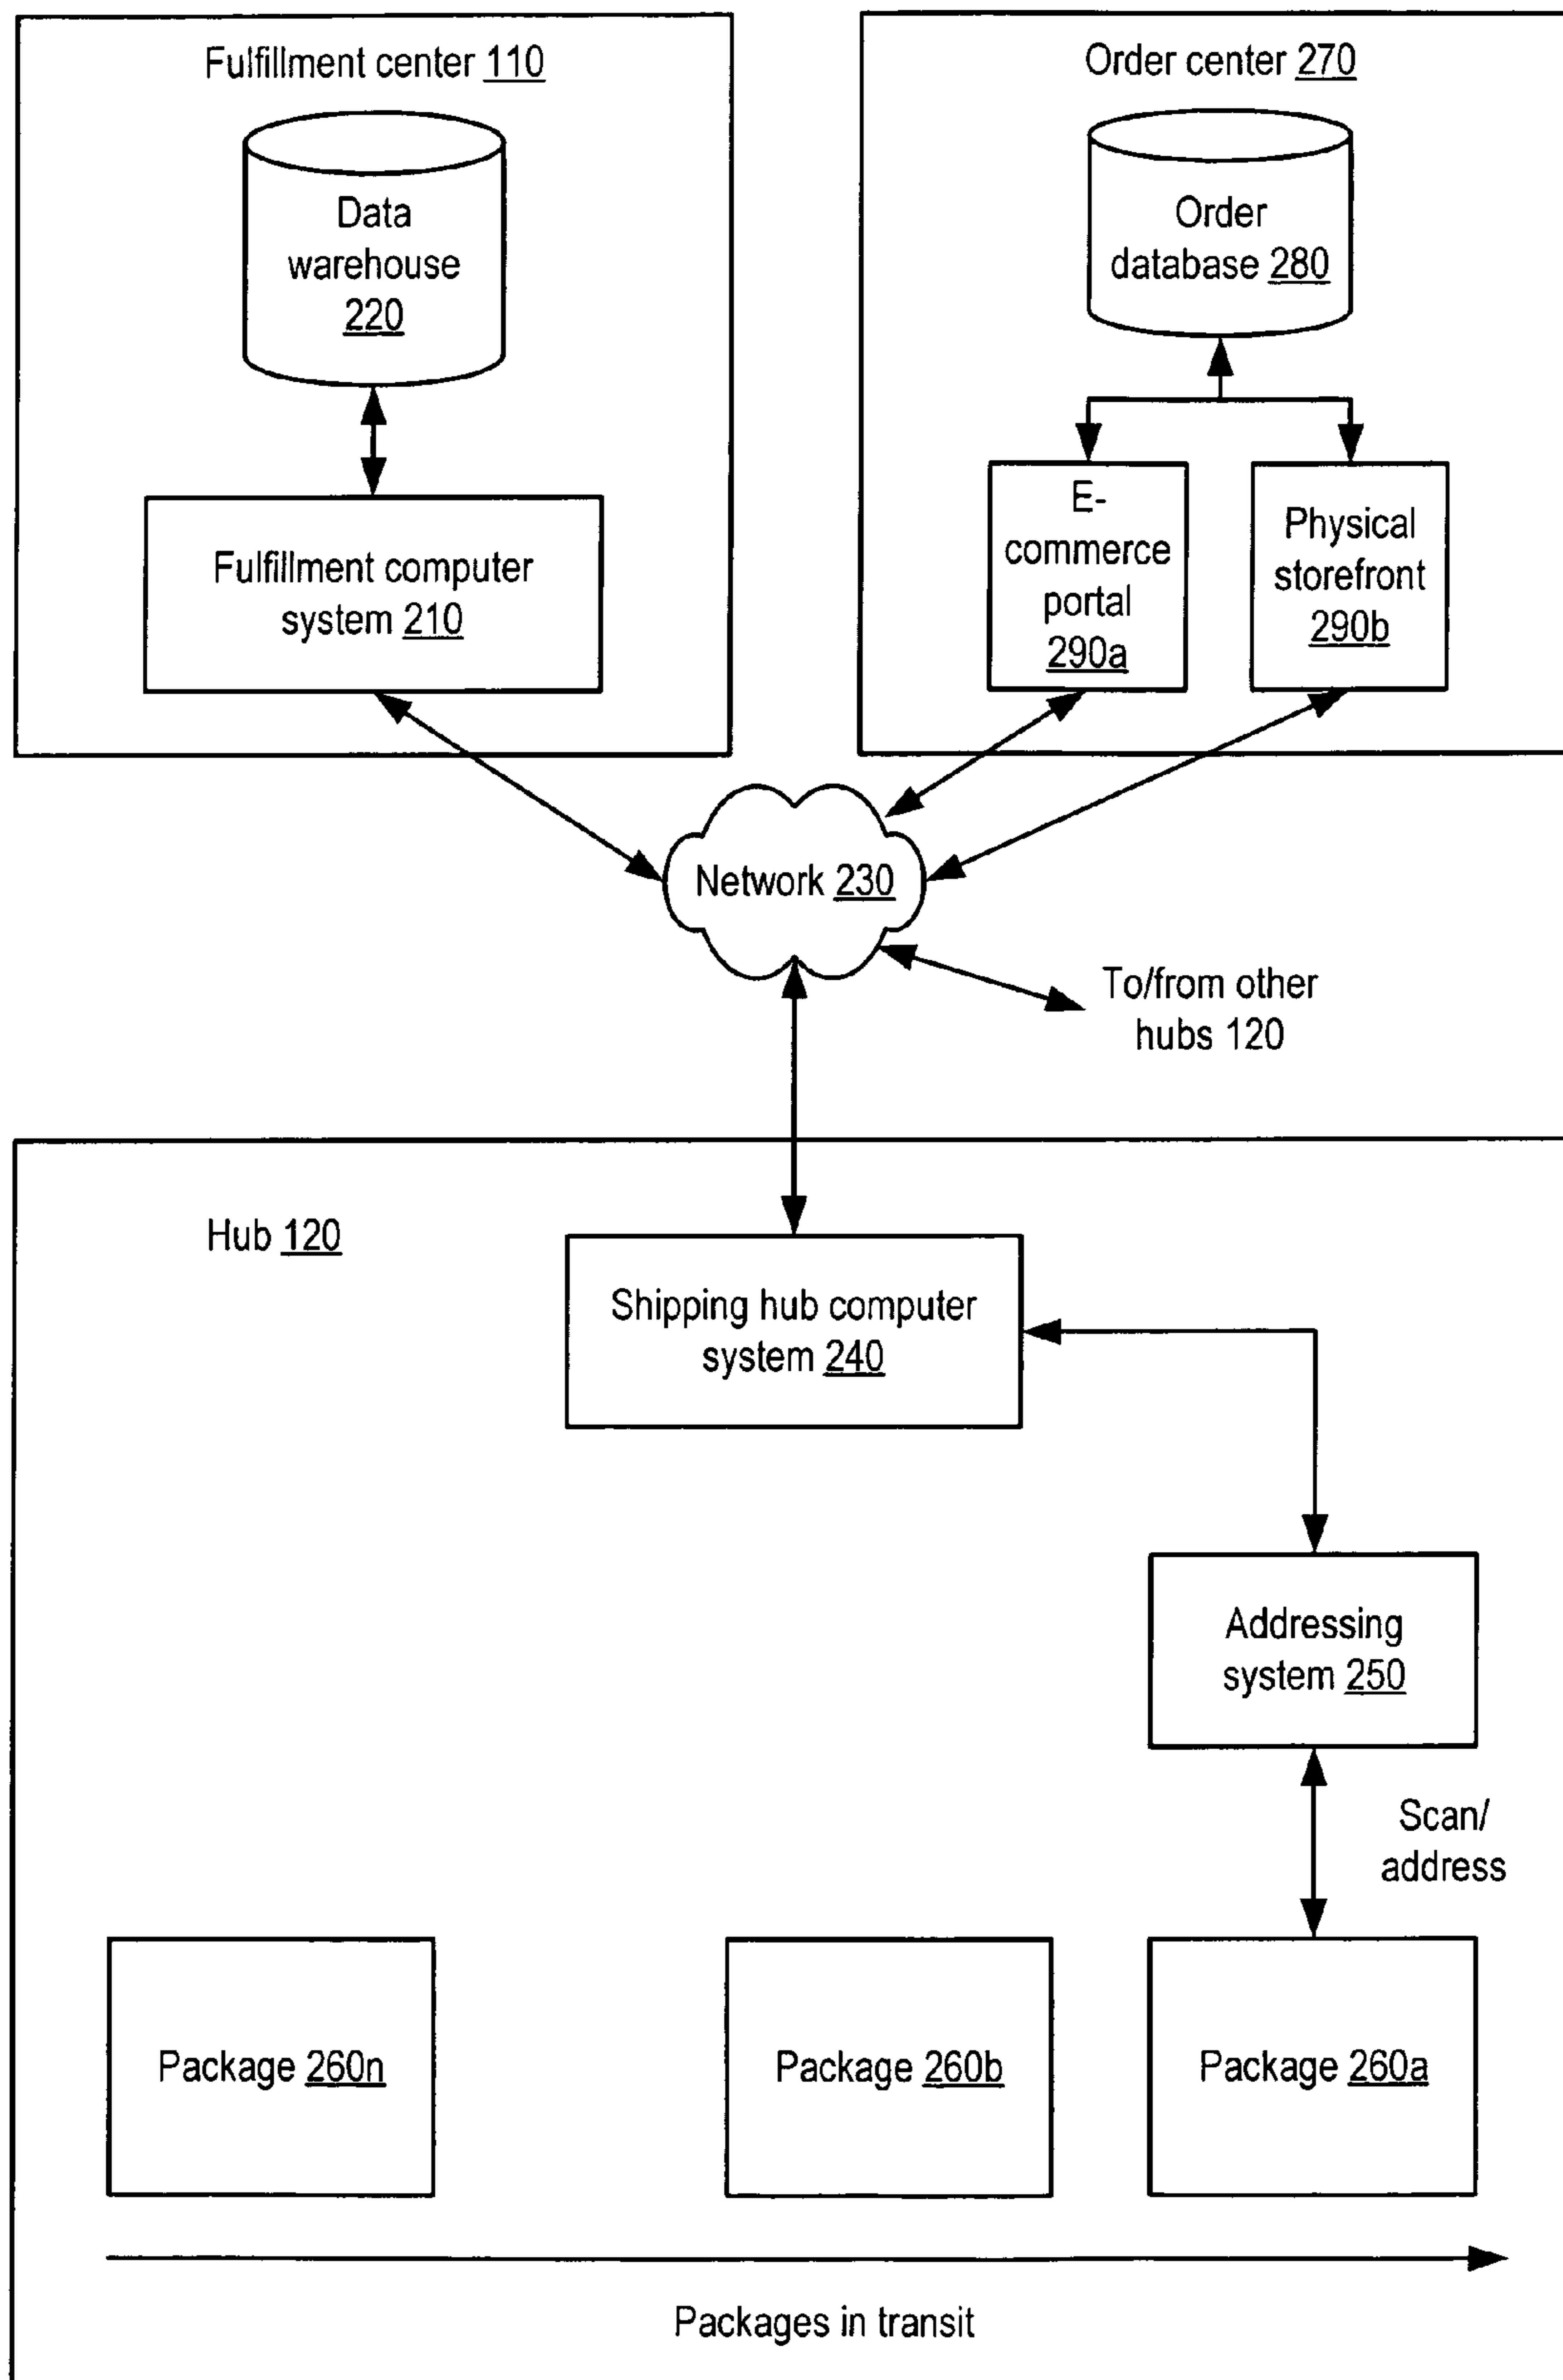 Fulfillment center 110
Data
warehouse
220
Fulfillment computer
system 210
Order center 270
Order
database 280
E-
commerce
portal
290a
Physical
storefront
290b
Network 230
To/from other
hubs 120
Hub 120
Shipping hub computer
system 240
Addressing
system 250
Scan/
address
Package 260n
Package 260b
Package 260a
Packages in transit